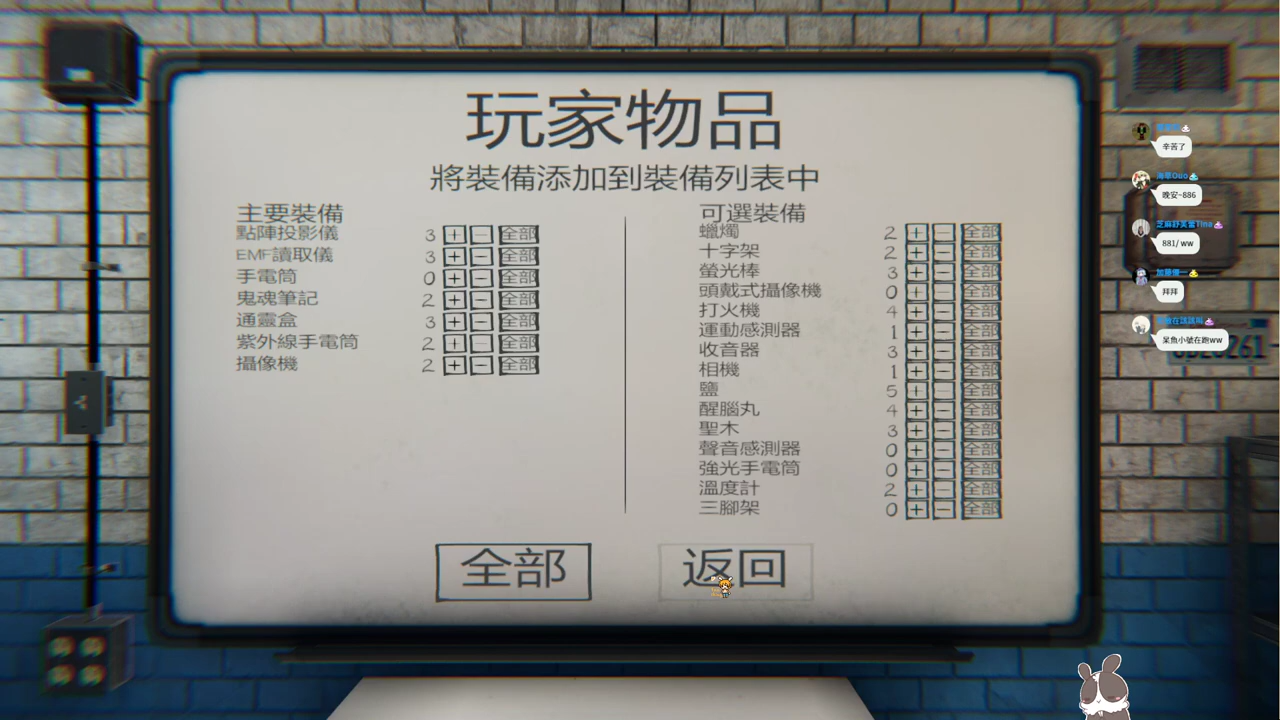 玩家物品
將裝備添加到裝備列表中
主要裝備
點陣投影儀 3 + - 全部
EMF讀取儀 3 + - 全部
手電筒 0 + - 全部
鬼魂筆記 2 + - 全部
通靈盒 3 + - 全部
紫外線手電筒 2 + - 全部
攝像機 2 + - 全部
可選裝備
蠟燭 2 + - 全部
十字架 2 + - 全部
螢光棒 3 + - 全部
頭戴式攝像機 0 + - 全部
打火機 4 + - 全部
運動感測器 1 + - 全部
收音器 3 + - 全部
相機 1 + - 全部
鹽 5 + - 全部
醒腦丸 4 + - 全部
聖木 3 + - 全部
聲音感測器 0 + - 全部
強光手電筒 0 + - 全部
溫度計 2 + - 全部
三腳架 0 + - 全部
全部
返回
辛苦了
晚安~886
881/ ww
拜拜
呆魚小號在跑ww